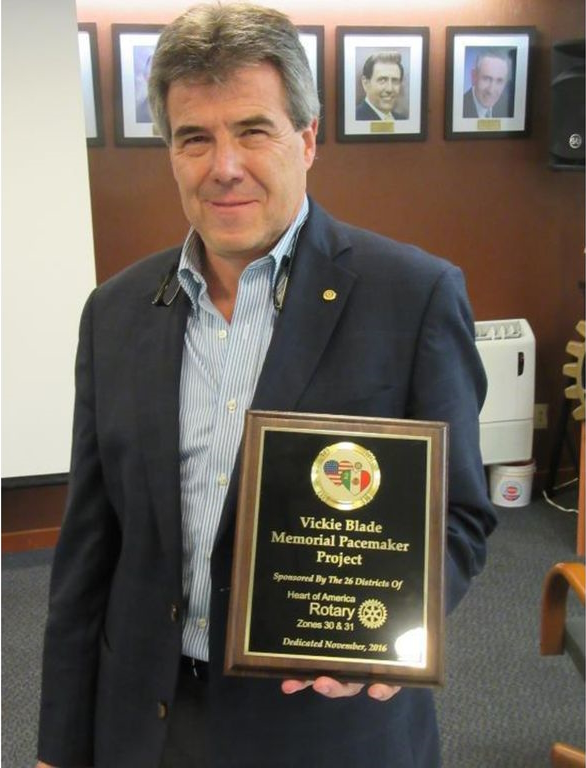 Vickie Blade
Memorial Pacemaker
Project
Sponsored By The 26 Districts Of
Heart of America
Rotary
Zones 30 & 31
Dedicated November, 2016